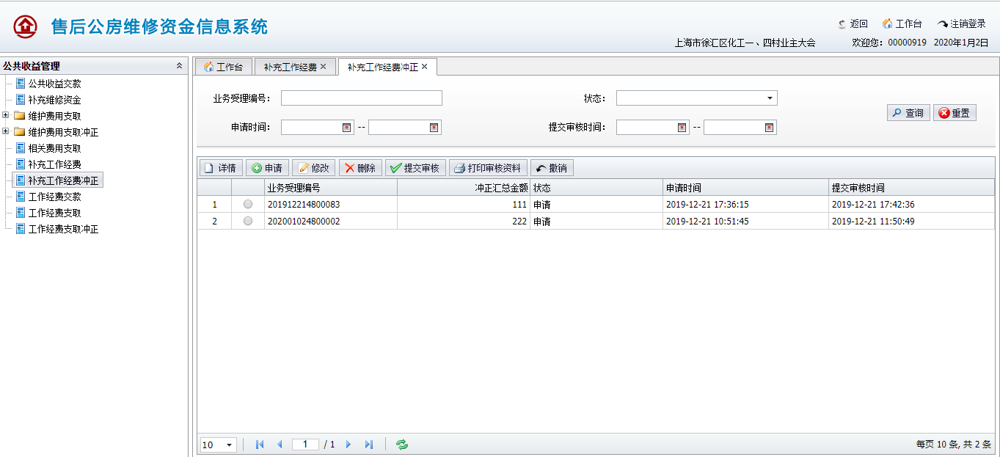 售后公房维修资金信息系统
返回 工作台 注销登录
上海市徐汇区化工一、四村业主大会 欢迎您: 00000919 2020年1月2日
公共收益管理
公共收益交款
补充维修资金
维护费用支取
维护费用支取冲正
相关费用支取
补充工作经费
补充工作经费冲正
工作经费交款
工作经费支取
工作经费支取冲正
工作台 补充工作经费 补充工作经费冲正
业务受理编号: 状态:
申请时间: -- 提交审核时间: --
查询 重置
详情 申请 修改 删除 提交审核 打印审核资料 撤销
业务受理编号 冲正汇总金额 状态 申请时间 提交审核时间
1 201912214800083 111 申请 2019-12-21 17:36:15 2019-12-21 17:42:36
2 202001024800002 222 申请 2019-12-21 10:51:45 2019-12-21 11:50:49
10 1 / 1 每页 10 条, 共 2 条